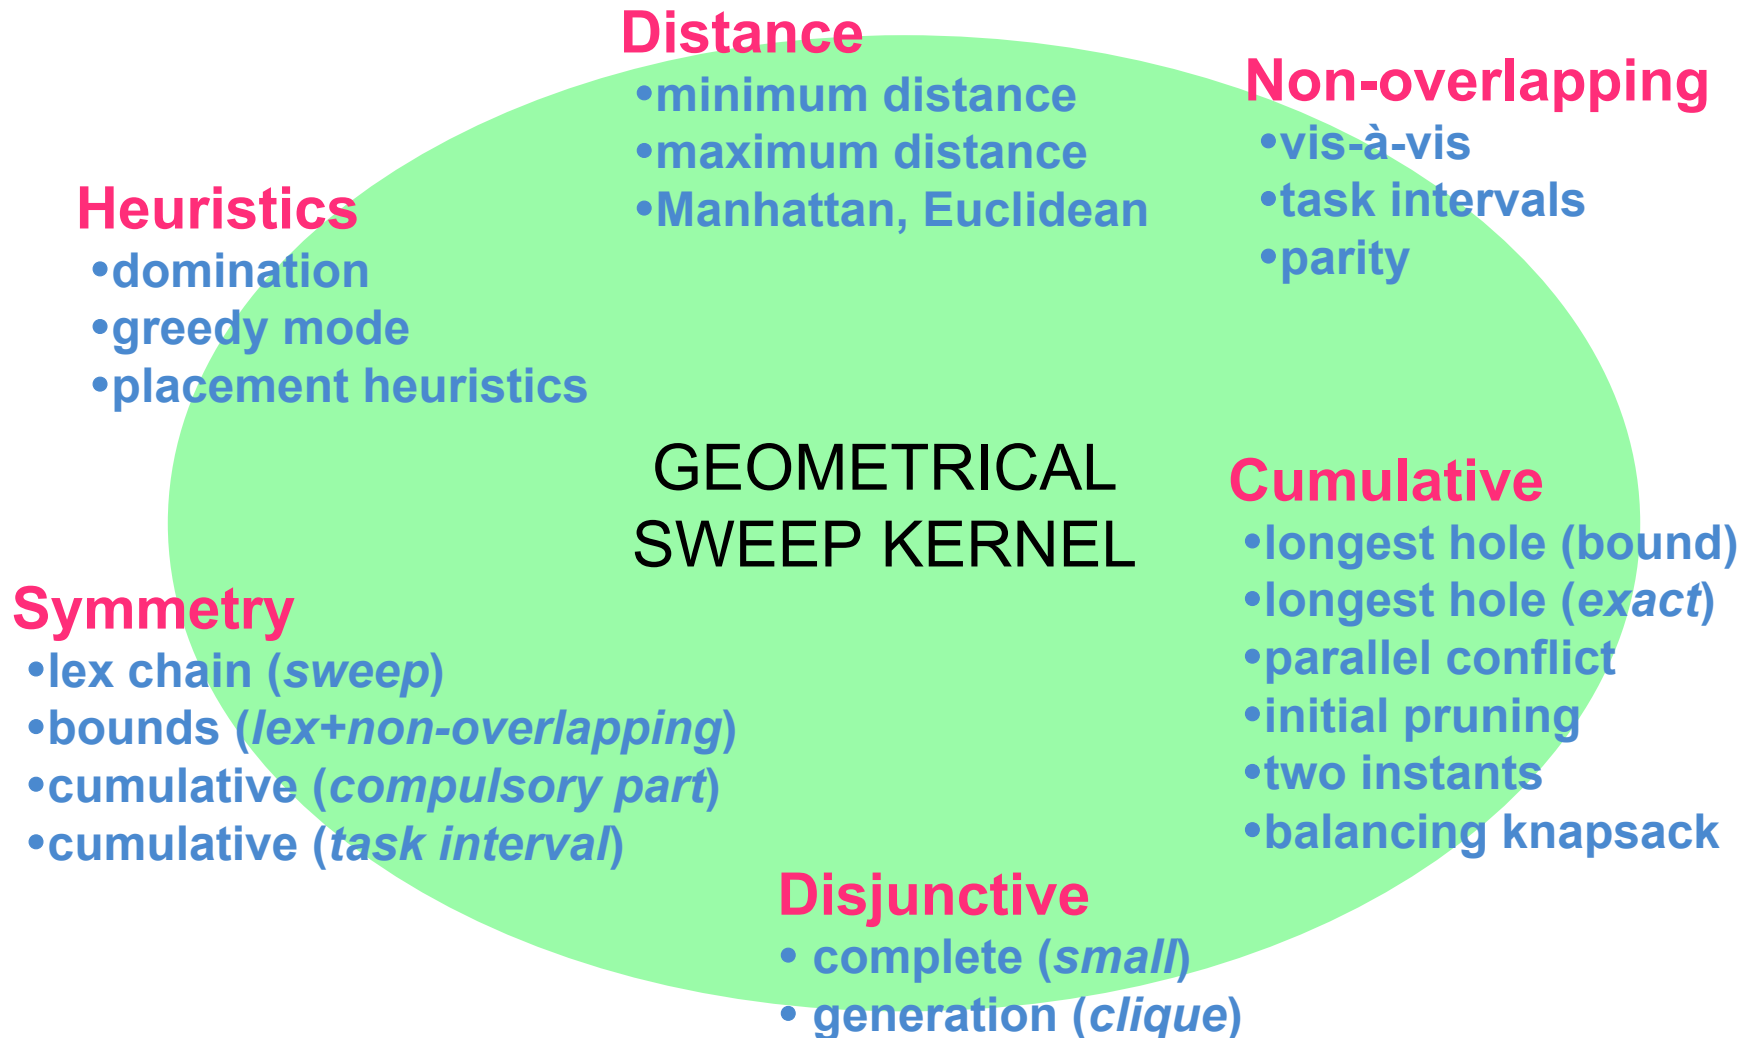 Distance
•minimum distance
•maximum distance
•Manhattan, Euclidean
Non-overlapping
•vis-à-vis
•task intervals
•parity
Heuristics
•domination
•greedy mode
•placement heuristics
GEOMETRICAL
SWEEP KERNEL
Cumulative
•longest hole (bound)
•longest hole (exact)
•parallel conflict
•initial pruning
•two instants
•balancing knapsack
Symmetry
•lex chain (sweep)
•bounds (lex+non-overlapping)
•cumulative (compulsory part)
•cumulative (task interval)
Disjunctive
• complete (small)
• generation (clique)